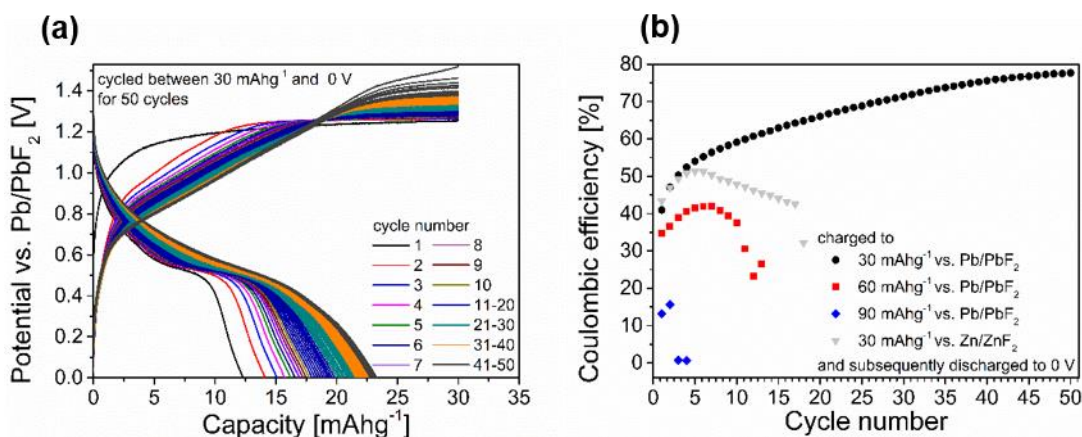 (a)
cycled between 30 mAhg⁻¹ and 0 V
for 50 cycles
Potential vs. Pb/PbF₂ [V]
1.4
1.2
1.0
0.8
0.6
0.4
0.2
0.0
cycle number
1 8
2 9
3 10
4 11-20
5 21-30
6 31-40
7 41-50
0 5 10 15 20 25 30 35
Capacity [mAhg⁻¹]
(b)
Coulombic efficiency [%]
80
70
60
50
40
30
20
10
0
charged to
30 mAhg⁻¹ vs. Pb/PbF₂
60 mAhg⁻¹ vs. Pb/PbF₂
90 mAhg⁻¹ vs. Pb/PbF₂
30 mAhg⁻¹ vs. Zn/ZnF₂
and subsequently discharged to 0 V
0 10 20 30 40 50
Cycle number